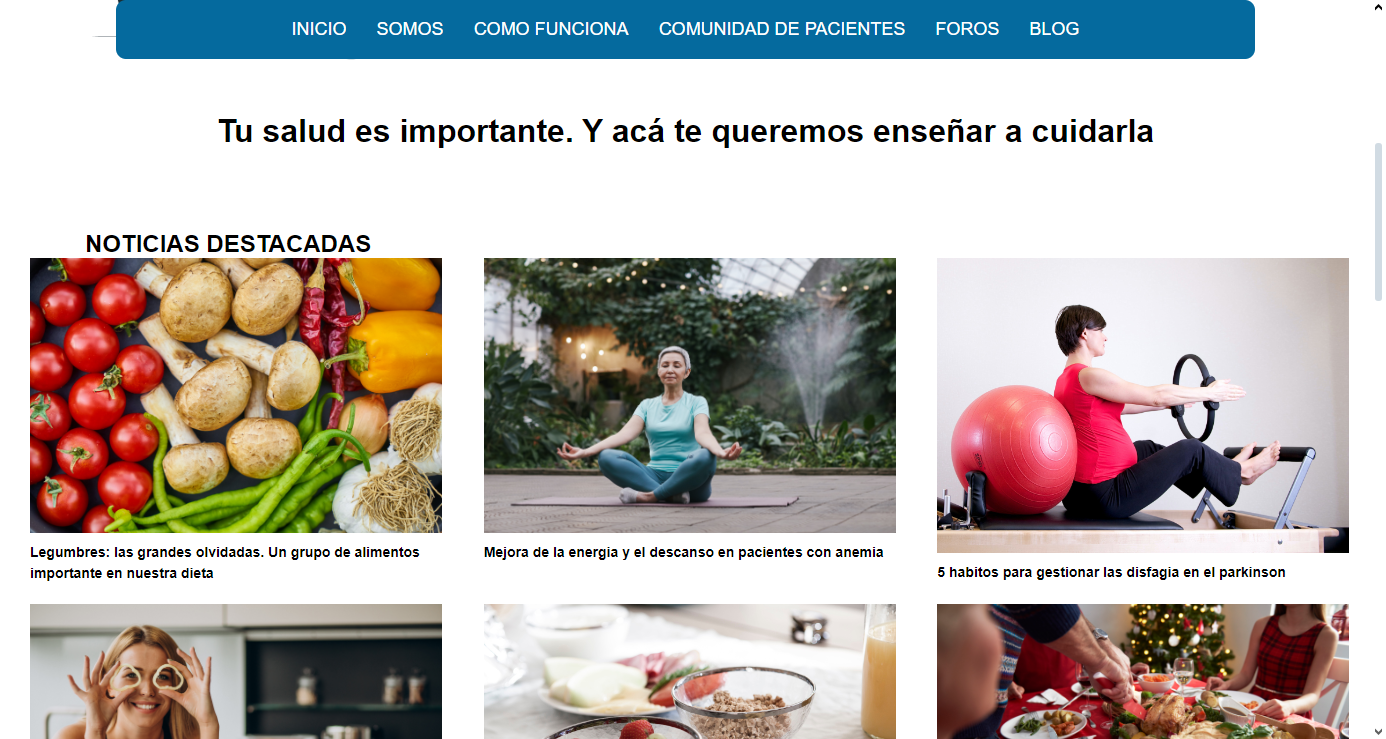 INICIO SOMOS COMO FUNCIONA COMUNIDAD DE PACIENTES FOROS BLOG
Tu salud es importante. Y acá te queremos enseñar a cuidarla
NOTICIAS DESTACADAS
Legumbres: las grandes olvidadas. Un grupo de alimentos
importante en nuestra dieta
Mejora de la energia y el descanso en pacientes con anemia
5 habitos para gestionar las disfagia en el parkinson